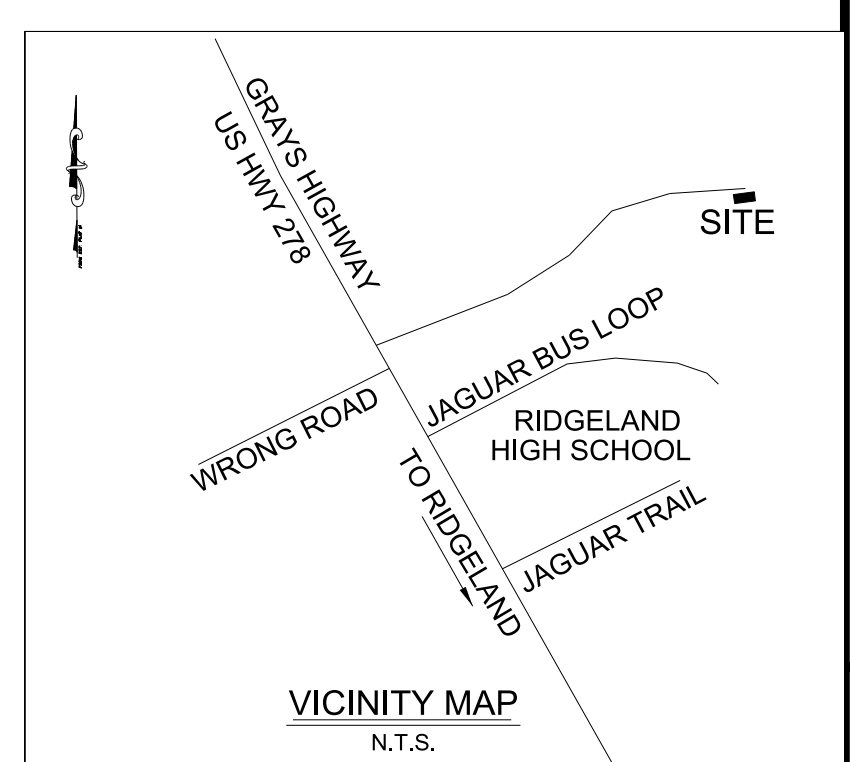 GRAYS HIGHWAY
US HWY 278
SITE
JAGUAR BUS LOOP
WRONG ROAD
RIDGELAND
HIGH SCHOOL
TO RIDGELAND
JAGUAR TRAIL
VICINITY MAP
N.T.S.